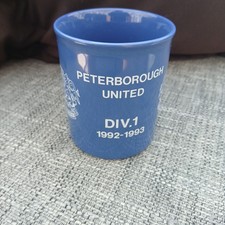 PETERBOROUGH
UNITED
DIV.1
1992-1993